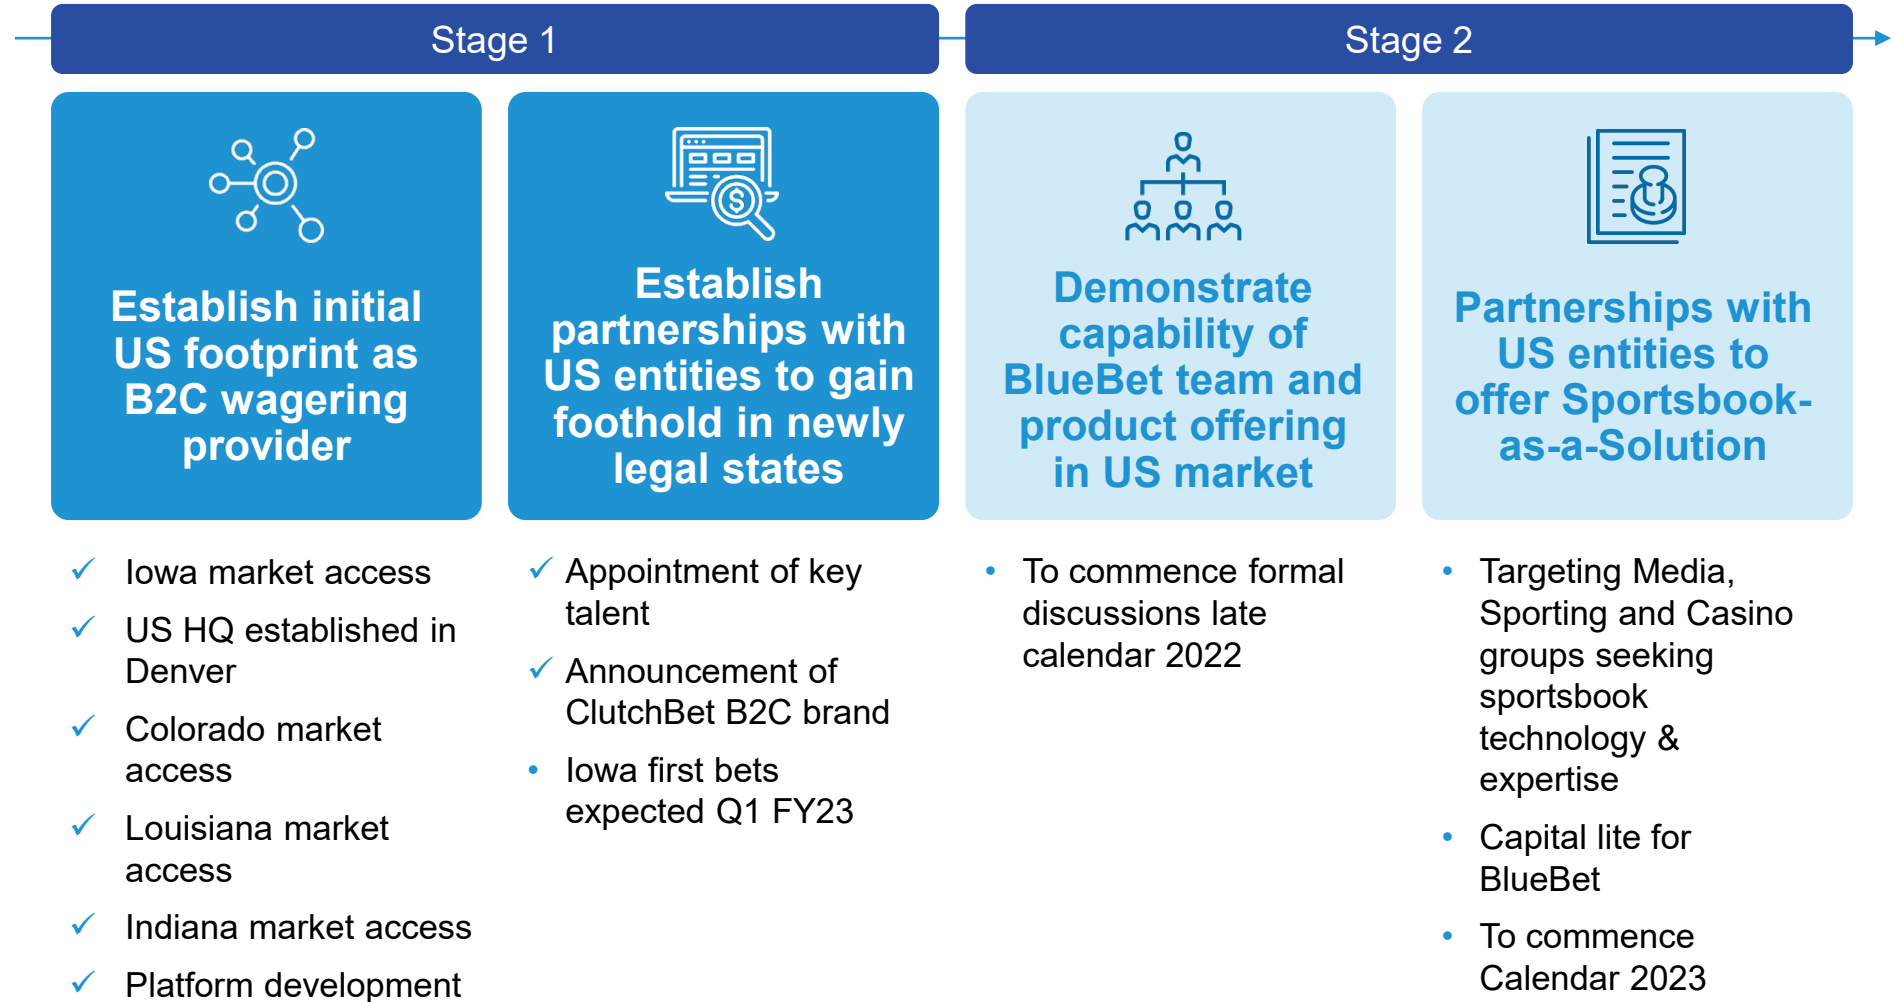 Stage 1
Stage 2
Establish initial
US footprint as
B2C wagering
provider
✓ Iowa market access
✓ US HQ established in
Denver
✓ Colorado market
access
✓ Louisiana market
access
✓ Indiana market access
✓ Platform development
Establish
partnerships with
US entities to gain
foothold in newly
legal states
✓ Appointment of key
talent
✓ Announcement of
ClutchBet B2C brand
• Iowa first bets
expected Q1 FY23
Demonstrate
capability of
BlueBet team and
product offering
in US market
• To commence formal
discussions late
calendar 2022
Partnerships with
US entities to
offer Sportsbook-
as-a-Solution
• Targeting Media,
Sporting and Casino
groups seeking
sportsbook
technology &
expertise
• Capital lite for
BlueBet
• To commence
Calendar 2023